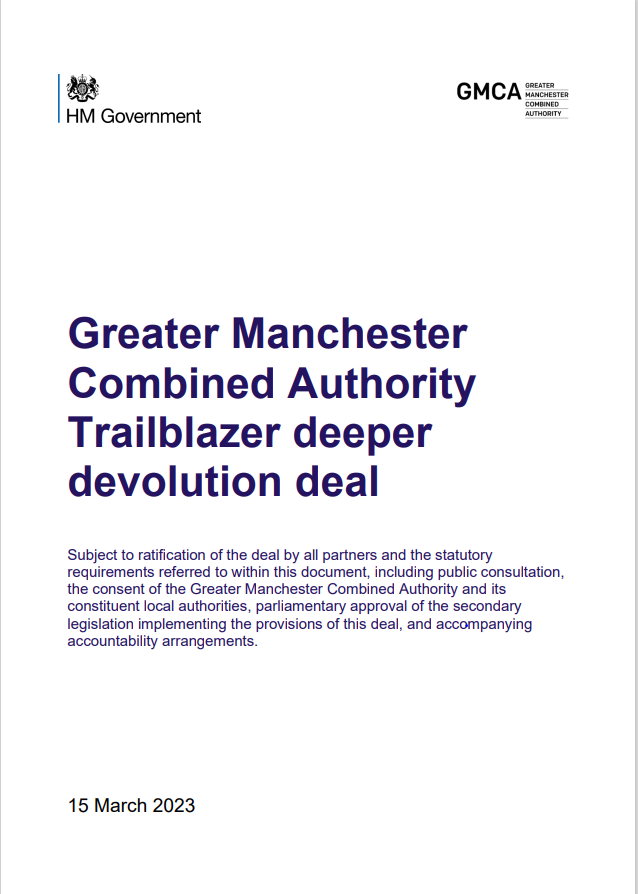 HM Government
GMCA
GREATER
MANCHESTER
COMBINED
AUTHORITY
Greater Manchester
Combined Authority
Trailblazer deeper
devolution deal
Subject to ratification of the deal by all partners and the statutory
requirements referred to within this document, including public consultation,
the consent of the Greater Manchester Combined Authority and its
constituent local authorities, parliamentary approval of the secondary
legislation implementing the provisions of this deal, and accompanying
accountability arrangements.
15 March 2023